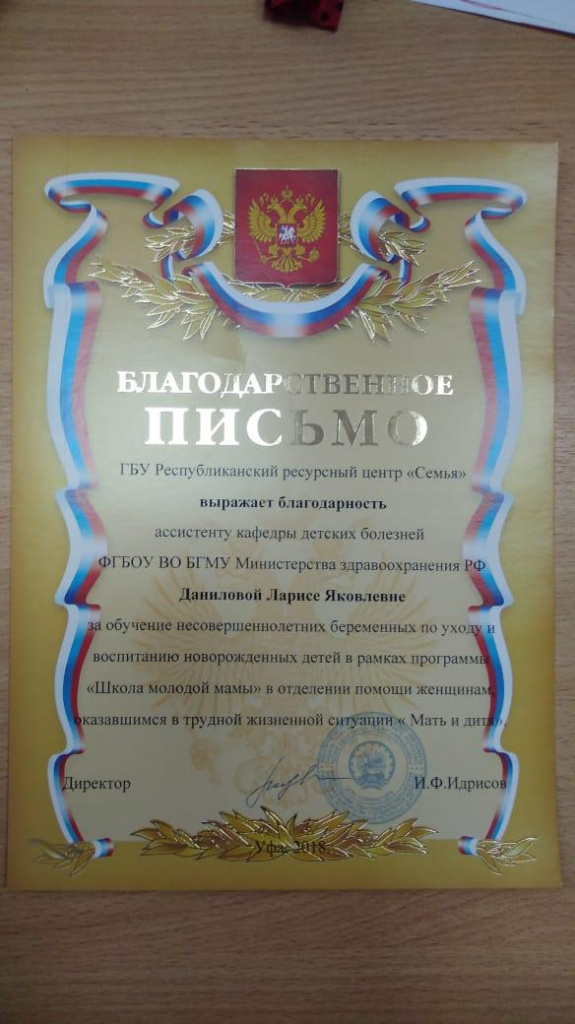 БЛАГОДАРСТВЕННОЕ
ПИСЬМО
ГБУ Республиканский ресурсный центр «Семья»
выражает благодарность
ассистенту кафедры детских болезней
ФГБОУ ВО БГМУ Министерства здравоохранения РФ
Даниловой Ларисе Яковлевне
за обучение несовершеннолетних беременных по уходу и
воспитанию новорожденных детей в рамках программы
«Школа молодой мамы» в отделении помощи женщинам,
оказавшимся в трудной жизненной ситуации « Мать и дитя».
Директор И.Ф.Идрисов
Уфа, 2018